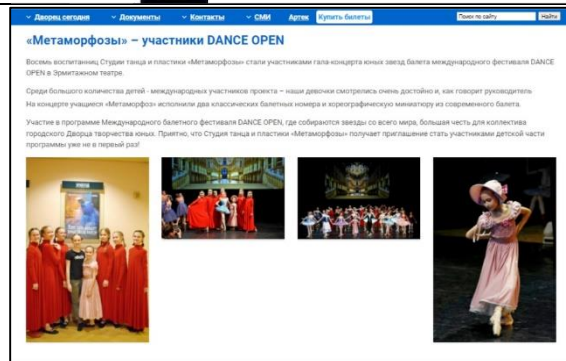 Дворец сегодня Документы Контакты СМИ Артек Купить билеты Поиск по сайту Найти
«Метаморфозы» – участники DANCE OPEN
Восемь воспитанниц Студии танца и пластики «Метаморфозы» стали участниками гала-концерта юных звезд балета международного фестиваля DANCE
OPEN в Эрмитажном театре.
Среди большого количества детей - международных участников проекта – наши девочки смотрелись очень достойно и, как говорит руководитель
На концерте учащиеся «Метаморфоз» исполнили два классических балетных номера и хореографическую миниатюру из современного балета.
Участие в программе Международного балетного фестиваля DANCE OPEN, где собираются звезды со всего мира, большая честь для коллектива
городского Дворца творчества юных. Приятно, что Студия танца и пластики «Метаморфозы» получает приглашение стать участниками детской части
программы уже не в первый раз!